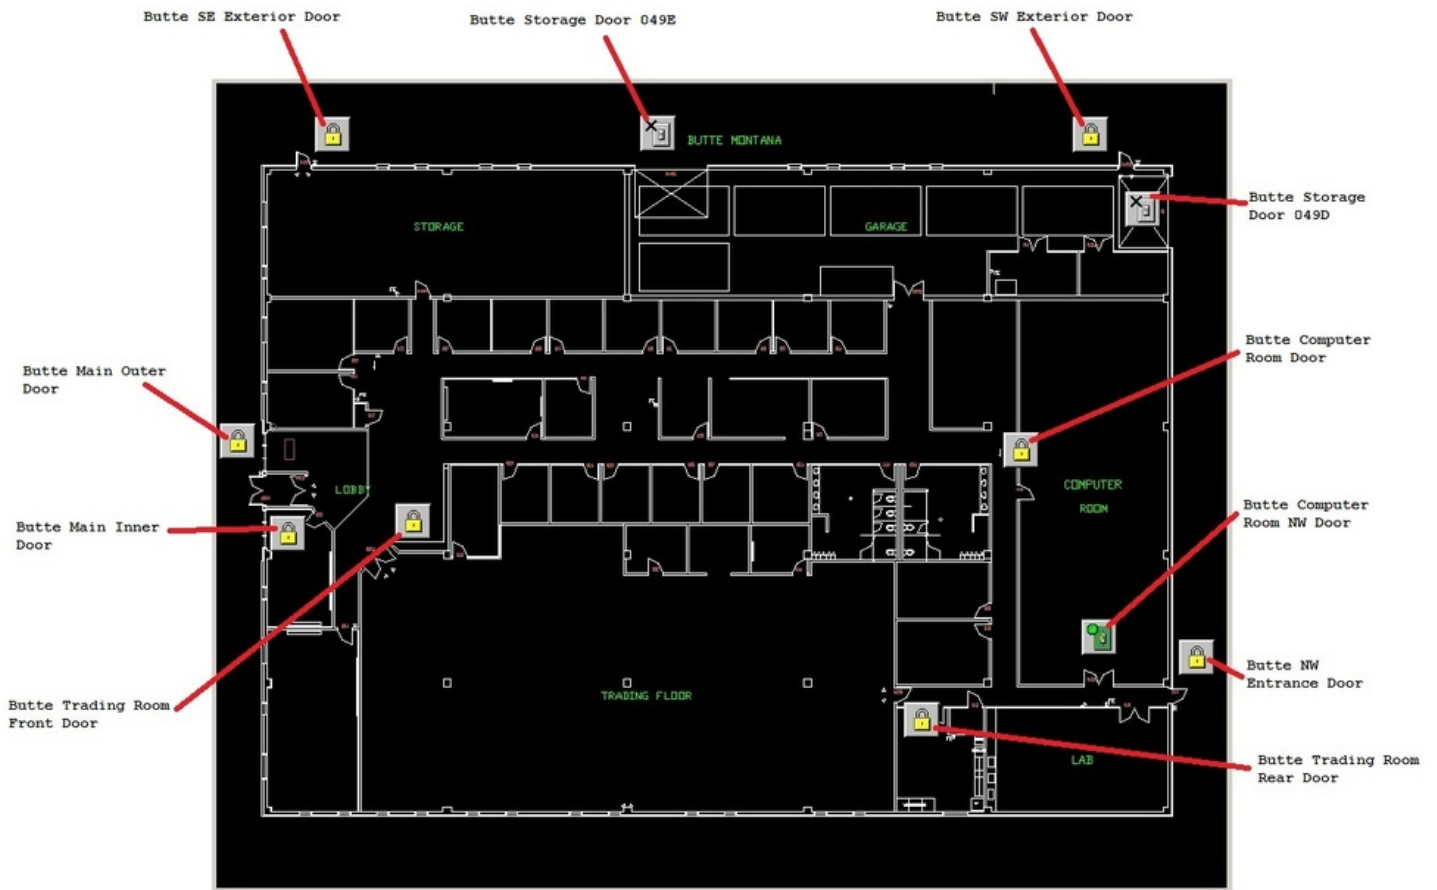 Butte SE Exterior Door
Butte Storage Door 049E
Butte SW Exterior Door
BUTTE MONTANA
Butte Storage
Door 049D
STORAGE
GARAGE
Butte Computer
Room Door
Butte Main Outer
Door
LOBBY
COMPUTER
ROOM
Butte Computer
Room NW Door
Butte Main Inner
Door
Butte NW
Entrance Door
TRADING FLOOR
Butte Trading Room
Front Door
LAB
Butte Trading Room
Rear Door